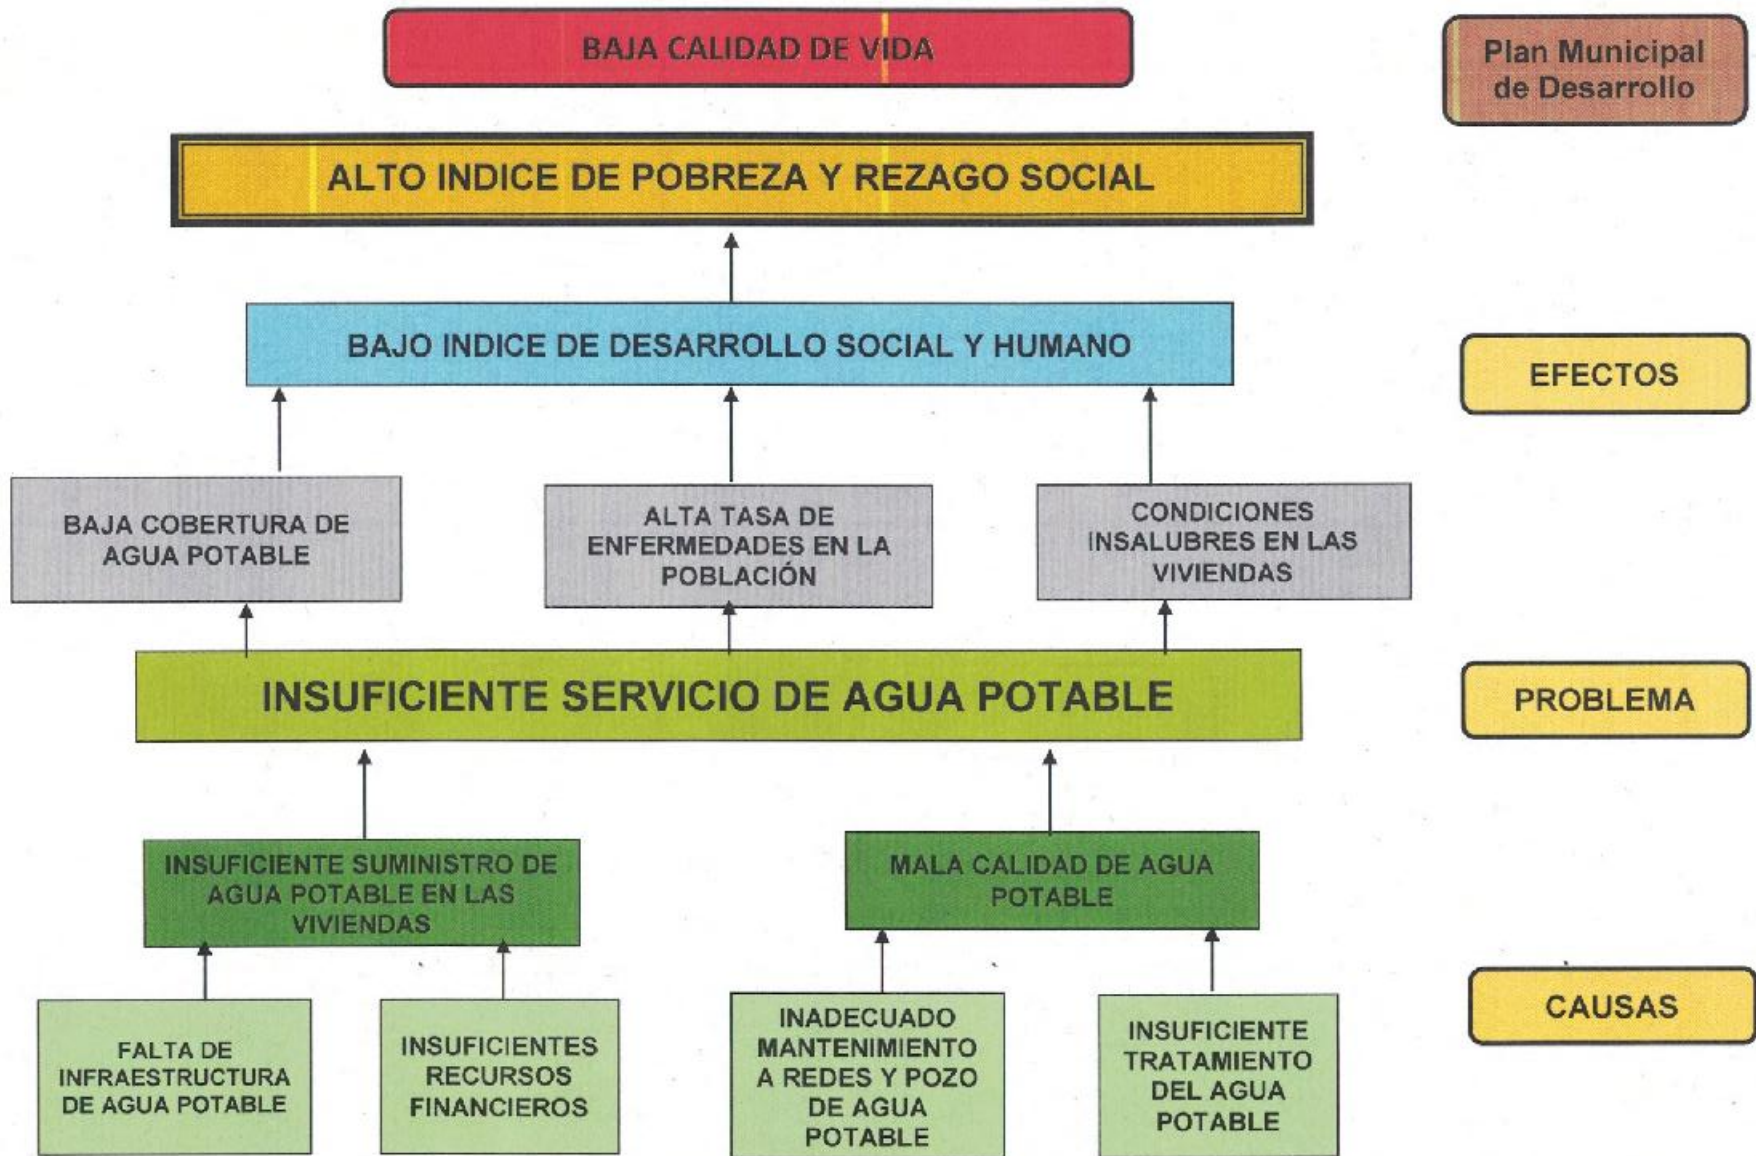 BAJA CALIDAD DE VIDA
Plan Municipal
de Desarrollo
ALTO INDICE DE POBREZA Y REZAGO SOCIAL
BAJO INDICE DE DESARROLLO SOCIAL Y HUMANO
EFECTOS
BAJA COBERTURA DE
AGUA POTABLE
ALTA TASA DE
ENFERMEDADES EN LA
POBLACIÓN
CONDICIONES
INSALUBRES EN LAS
VIVIENDAS
INSUFICIENTE SERVICIO DE AGUA POTABLE
PROBLEMA
INSUFICIENTE SUMINISTRO DE
AGUA POTABLE EN LAS
VIVIENDAS
MALA CALIDAD DE AGUA
POTABLE
FALTA DE
INFRAESTRUCTURA
DE AGUA POTABLE
INSUFICIENTES
RECURSOS
FINANCIEROS
INADECUADO
MANTENIMIENTO
A REDES Y POZO
DE AGUA
POTABLE
INSUFICIENTE
TRATAMIENTO
DEL AGUA
POTABLE
CAUSAS